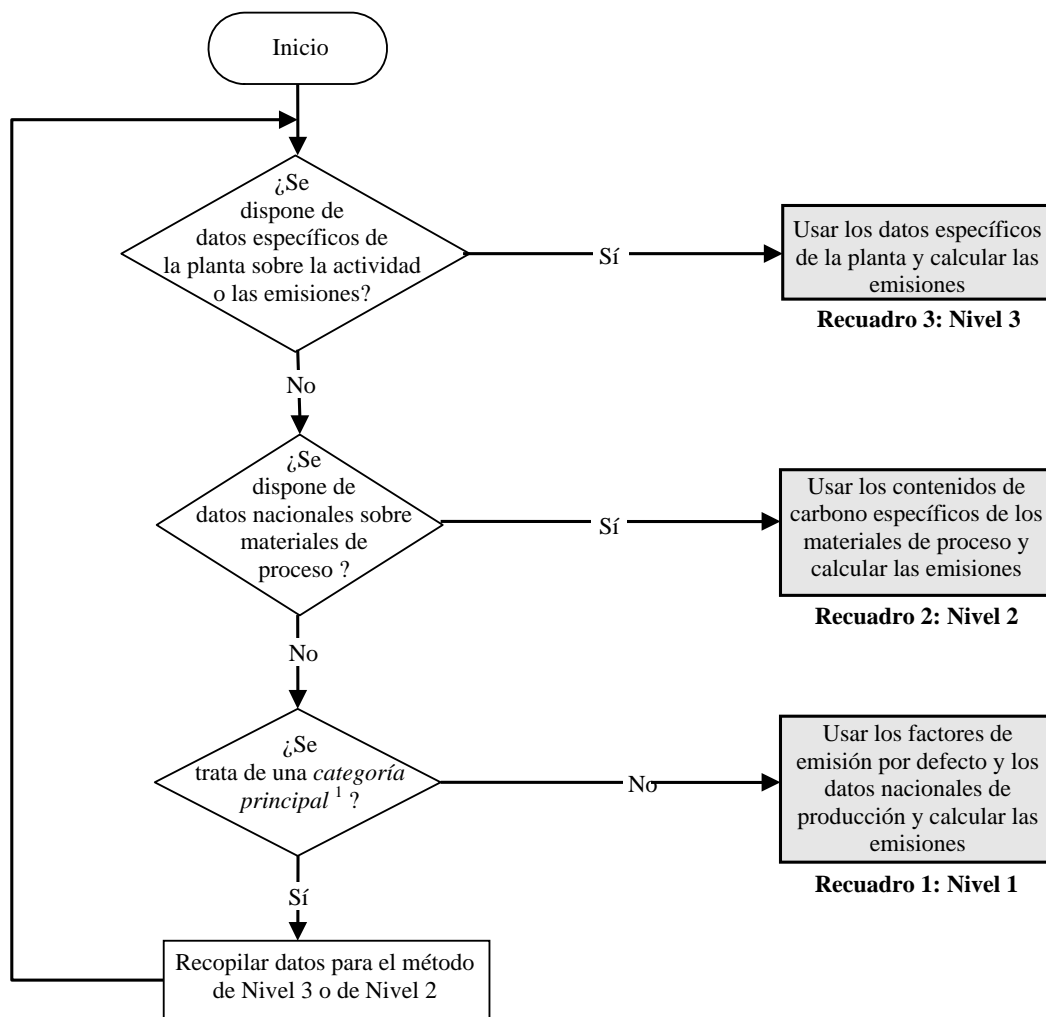 Inicio
¿Se
dispone de
datos específicos de
la planta sobre la actividad
o las emisiones?
Sí
Usar los datos específicos
de la planta y calcular las
emisiones
Recuadro 3: Nivel 3
No
¿Se
dispone de
datos nacionales sobre
materiales de
proceso ?
Sí
Usar los contenidos de
carbono específicos de los
materiales de proceso y
calcular las emisiones
Recuadro 2: Nivel 2
No
¿Se
trata de una categoría
principal 1 ?
No
Usar los factores de
emisión por defecto y los
datos nacionales de
producción y calcular las
emisiones
Recuadro 1: Nivel 1
Sí
Recopilar datos para el método
de Nivel 3 o de Nivel 2